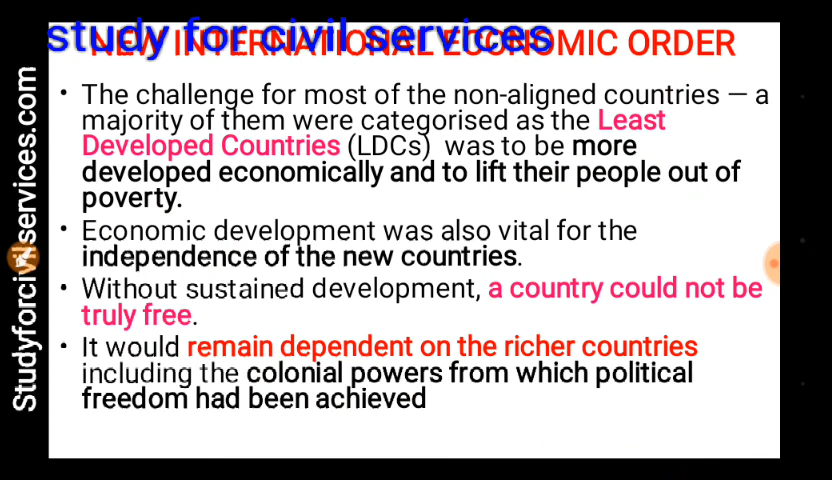 study for civil services
NEW INTERNATIONAL ECONOMIC ORDER
• The challenge for most of the non-aligned countries — a
majority of them were categorised as the Least
Developed Countries (LDCs) was to be more
developed economically and to lift their people out of
poverty.
• Economic development was also vital for the
independence of the new countries.
• Without sustained development, a country could not be
truly free.
• It would remain dependent on the richer countries
including the colonial powers from which political
freedom had been achieved
Studyforcivilservices.com